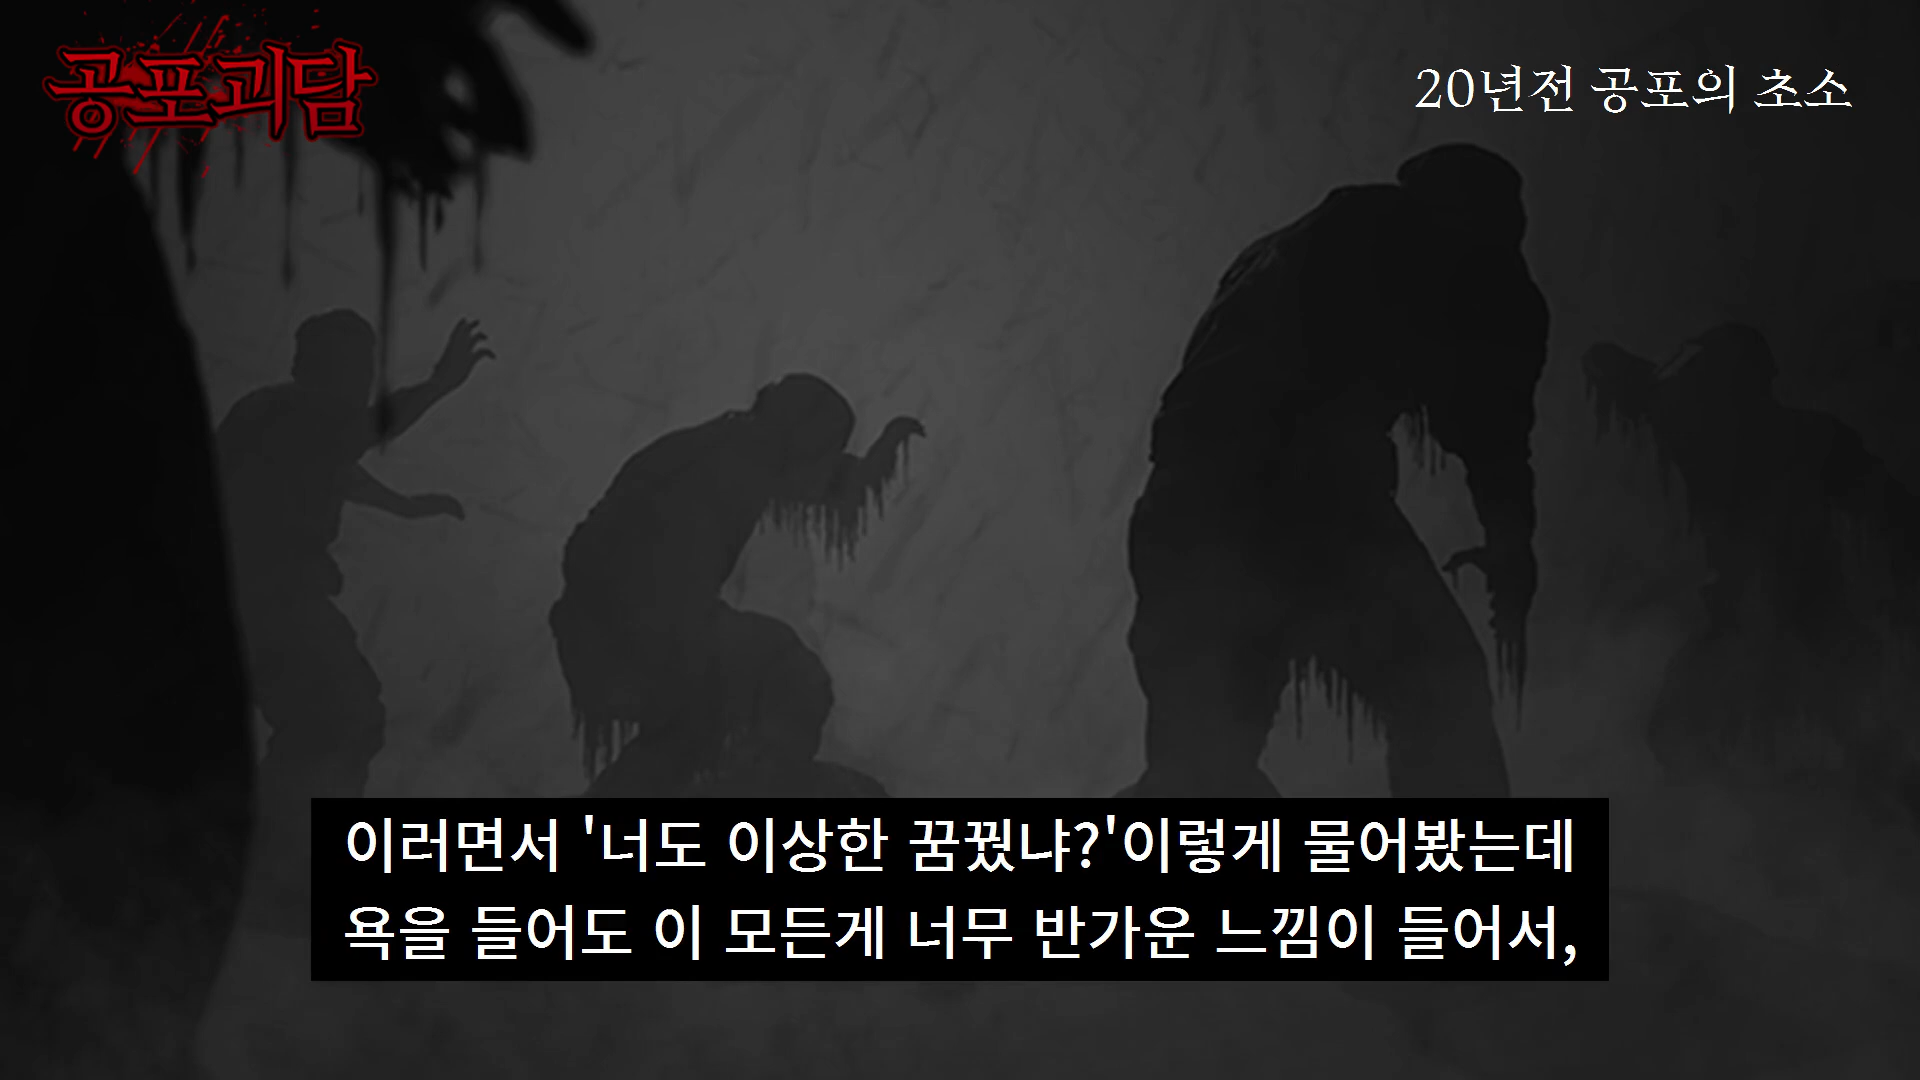 공포괴담
20년전 공포의 초소
이러면서 '너도 이상한 꿈꿨냐?'이렇게 물어봤는데
욕을 들어도 이 모든게 너무 반가운 느낌이 들어서,